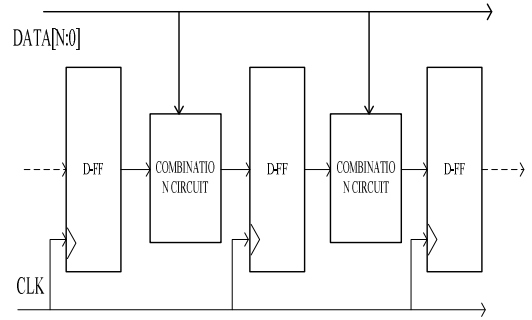 DATA[N:0]
D-FF
COMBINATIO
N CIRCUIT
D-FF
COMBINATIO
N CIRCUIT
D-FF
CLK